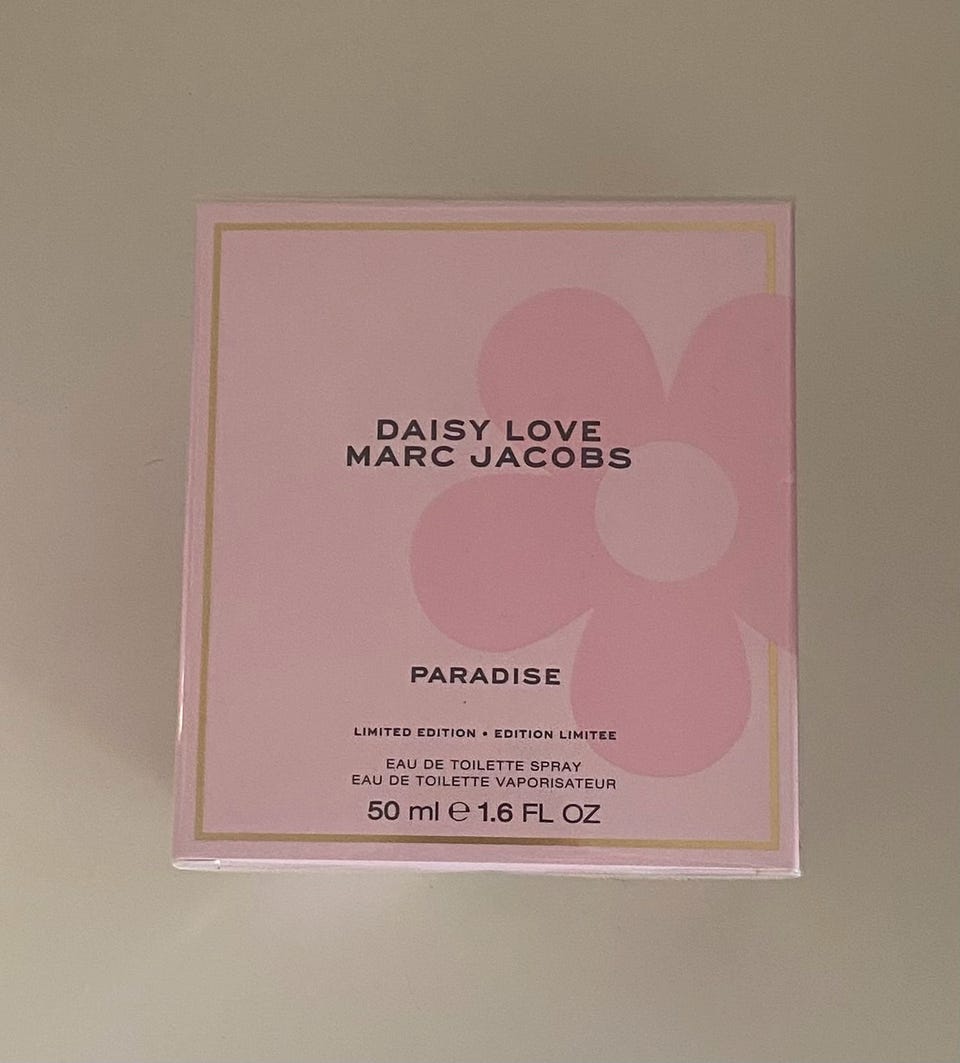 DAISY LOVE
MARC JACOBS
PARADISE
LIMITED EDITION • EDITION LIMITEE
EAU DE TOILETTE SPRAY
EAU DE TOILETTE VAPORISATEUR
50 ml ℮ 1.6 FL OZ